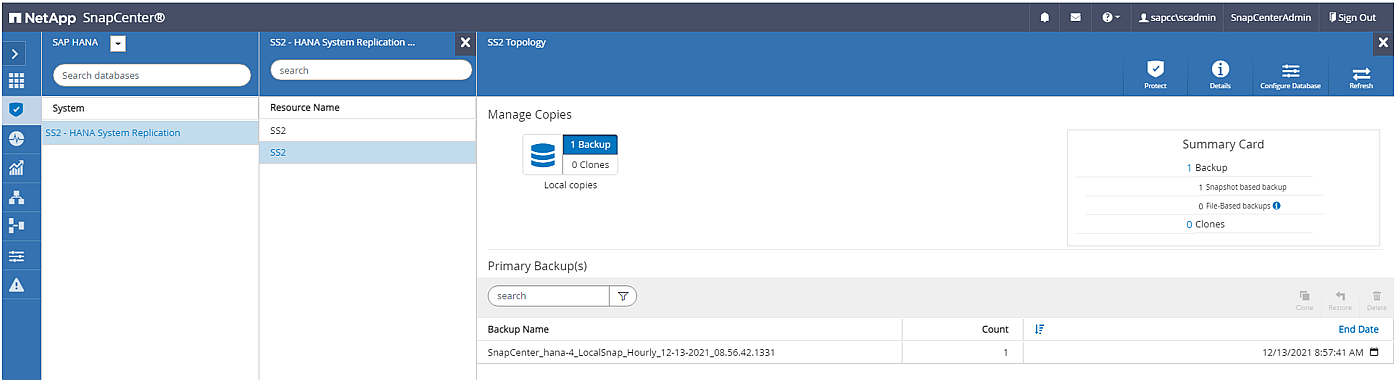 NetApp SnapCenter®
sapcc\scadmin SnapCenterAdmin Sign Out
SAP HANA
Search databases
System
SS2 - HANA System Replication
SS2 - HANA System Replication ...
search
Resource Name
SS2
SS2
SS2 Topology
Protect Details Configure Database Refresh
Manage Copies
1 Backup
0 Clones
Local copies
Summary Card
1 Backup
1 Snapshot based backup
0 File-Based backups
0 Clones
Primary Backup(s)
search
Clone Restore Delete
Backup Name Count End Date
SnapCenter_hana-4_LocalSnap_Hourly_12-13-2021_08.56.42.1331 1 12/13/2021 8:57:41 AM